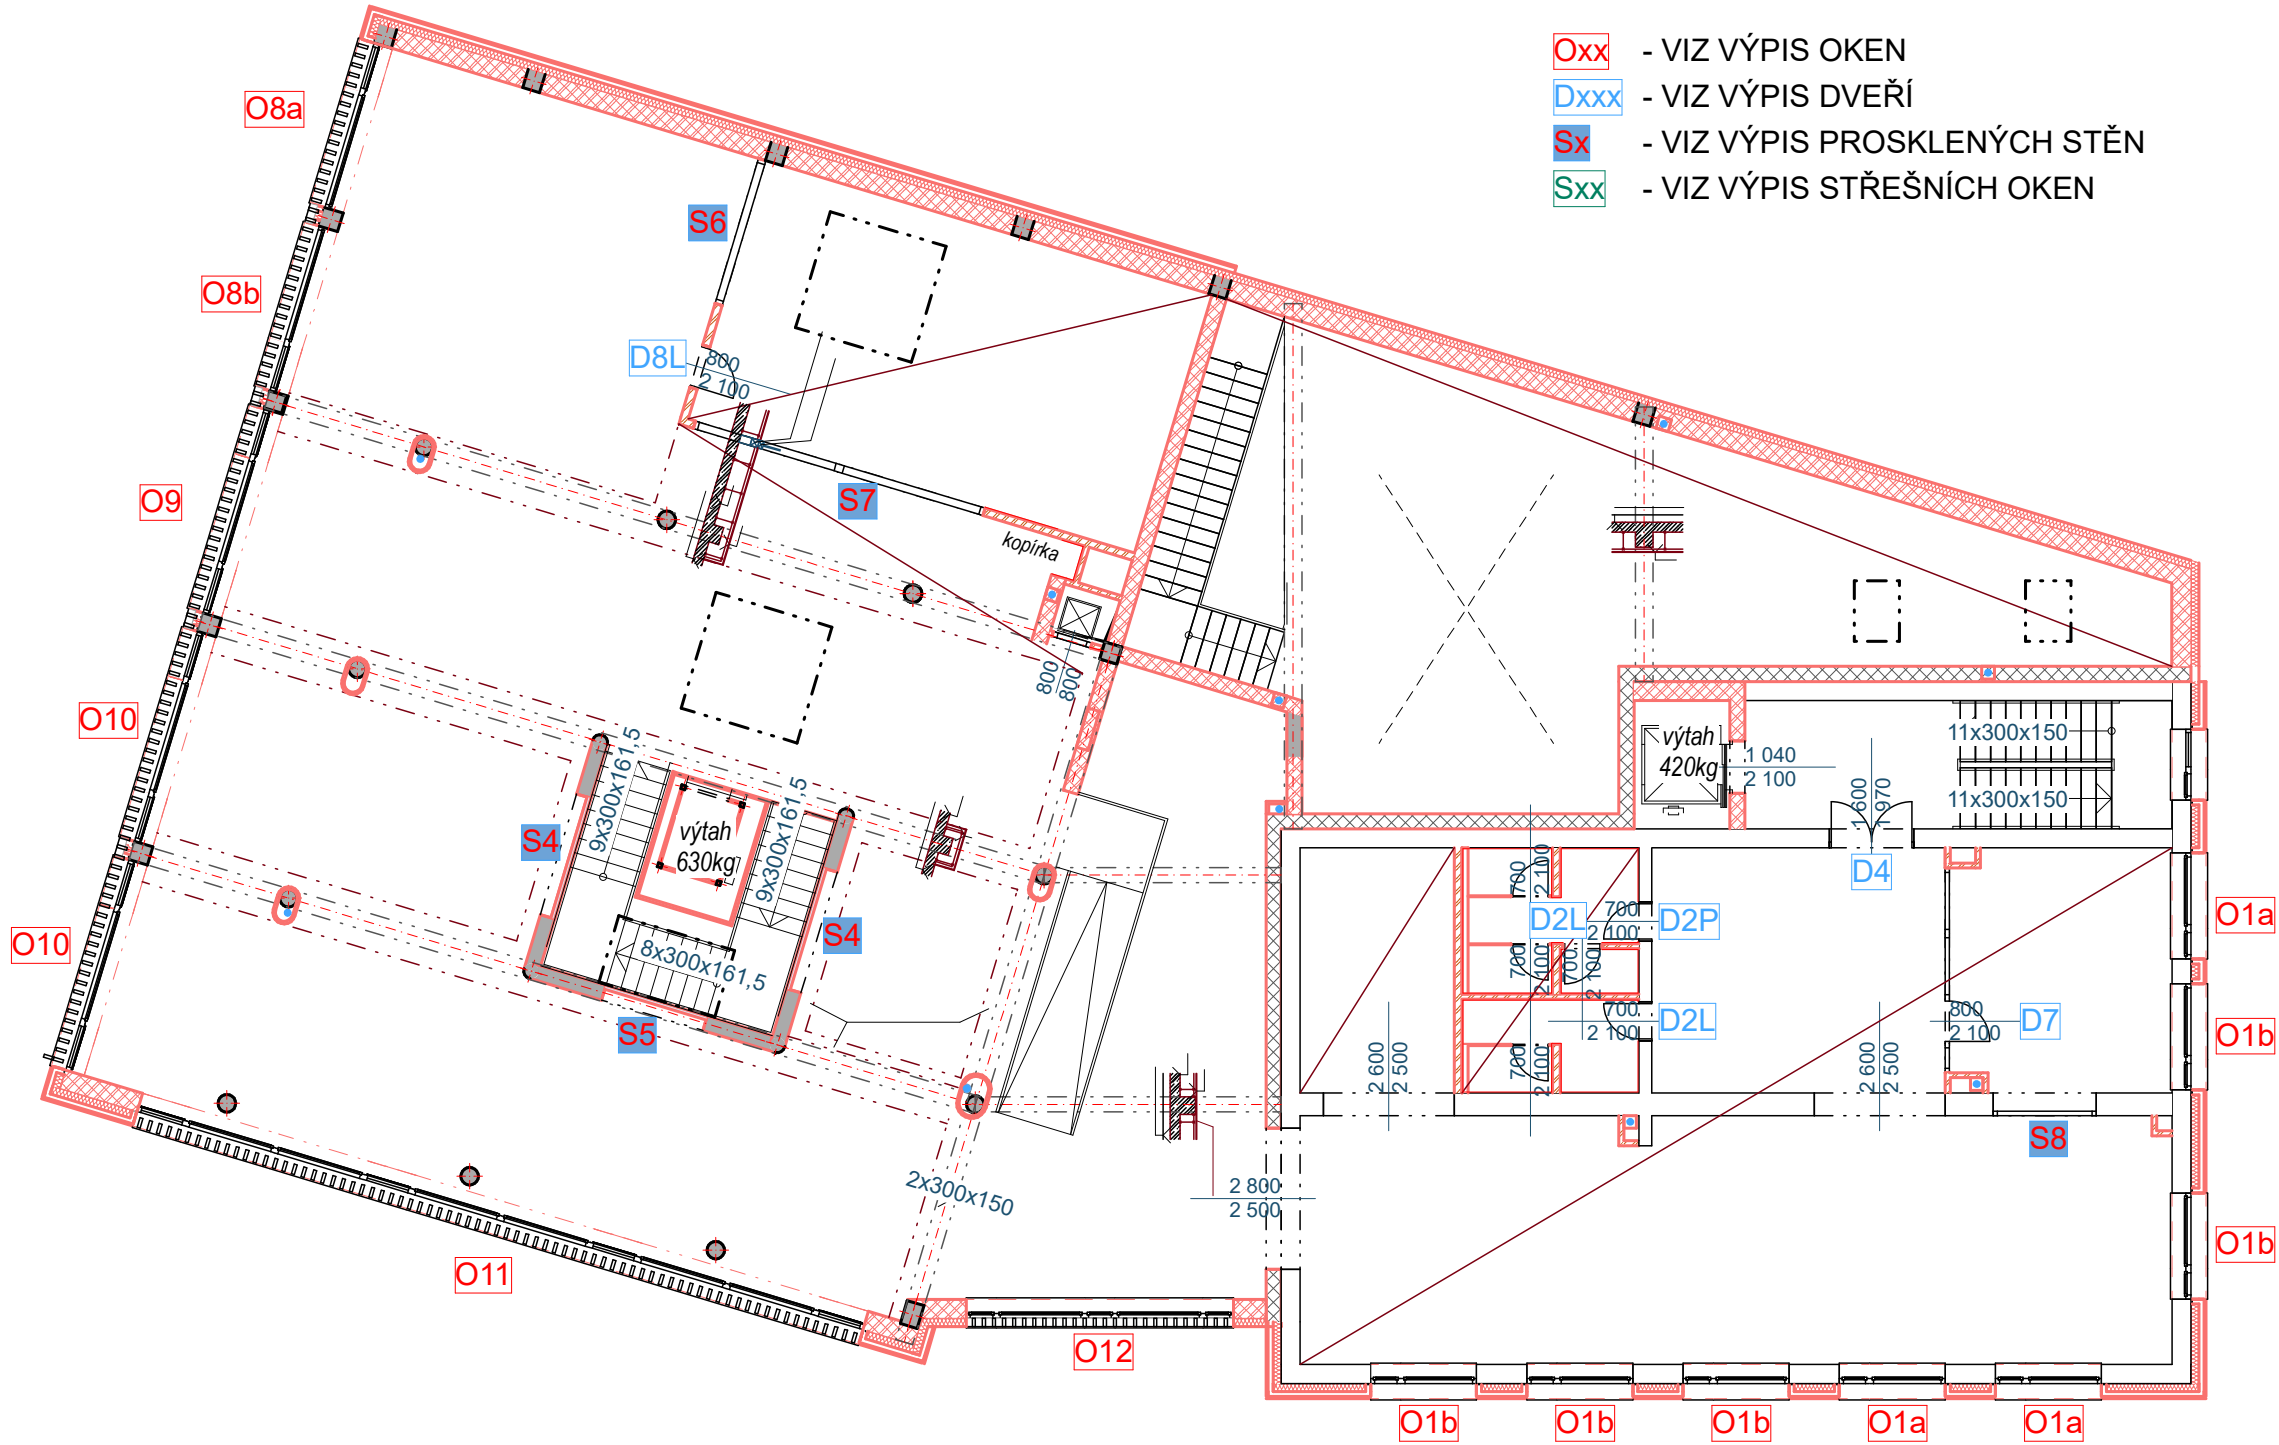 Oxx - VIZ VÝPIS OKEN
Dxxx - VIZ VÝPIS DVEŘÍ
Sx - VIZ VÝPIS PROSKLENÝCH STĚN
Sxx - VIZ VÝPIS STŘEŠNÍCH OKEN
O8a
S6
O8b
D8L
800
2 100
O9
S7
kopírka
800
800
O10
výtah
420kg
1 040
2 100
1 600
1 970
11x300x150
11x300x150
9x300x161,5
výtah
630kg
9x300x161,5
S4
S4
D4
O10
8x300x161,5
S5
700
2 100
D2L
700
2 100
D2P
O1a
700
2 100
700
2 100
700
2 100
D2L
800
2 100
D7
O1b
2 600
2 500
700
2 100
2 600
2 500
S8
2x300x150
2 800
2 500
O1b
O11
O12
O1b
O1b
O1b
O1a
O1a